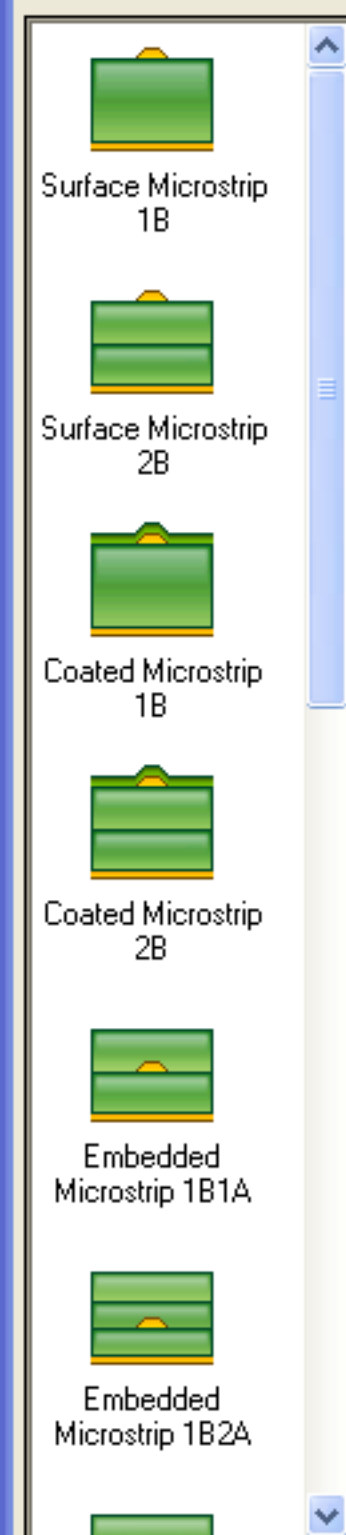 Surface Microstrip
1B
Surface Microstrip
2B
Coated Microstrip
1B
Coated Microstrip
2B
Embedded
Microstrip 1B1A
Embedded
Microstrip 1B2A